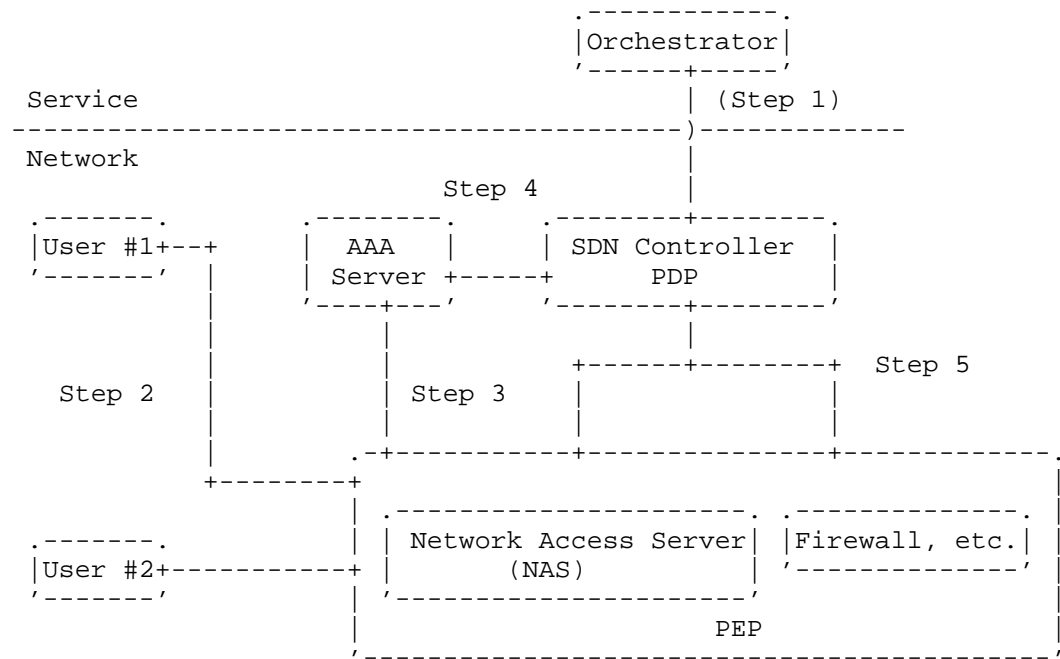 Orchestrator
Service (Step 1)
Network
Step 4
User #1 AAA SDN Controller
Server PDP
Step 5
Step 2 Step 3
Network Access Server Firewall, etc.
User #2 (NAS)
PEP